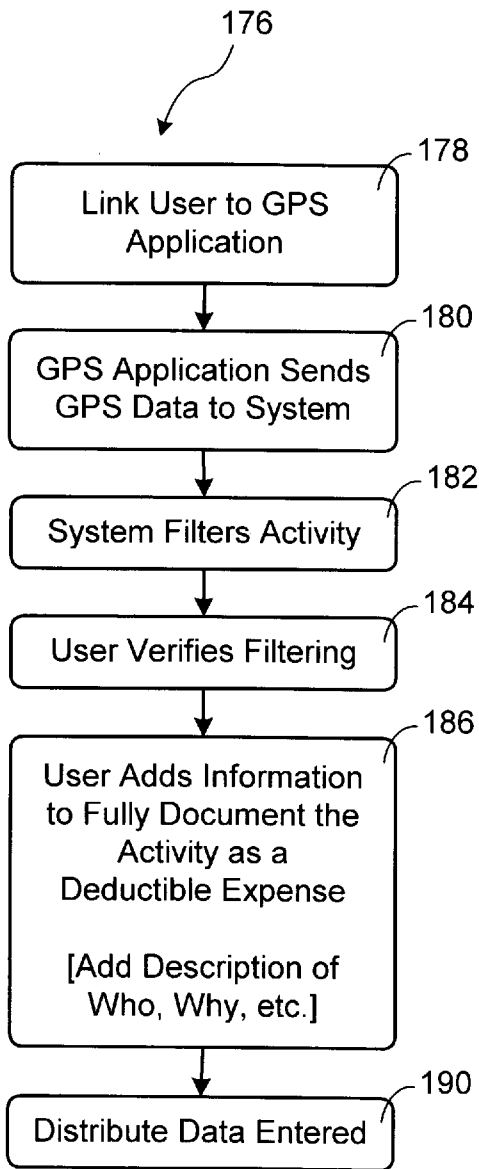 176
178
Link User to GPS
Application
180
GPS Application Sends
GPS Data to System
182
System Filters Activity
184
User Verifies Filtering
186
User Adds Information
to Fully Document the
Activity as a
Deductible Expense
[Add Description of
Who, Why, etc.]
190
Distribute Data Entered